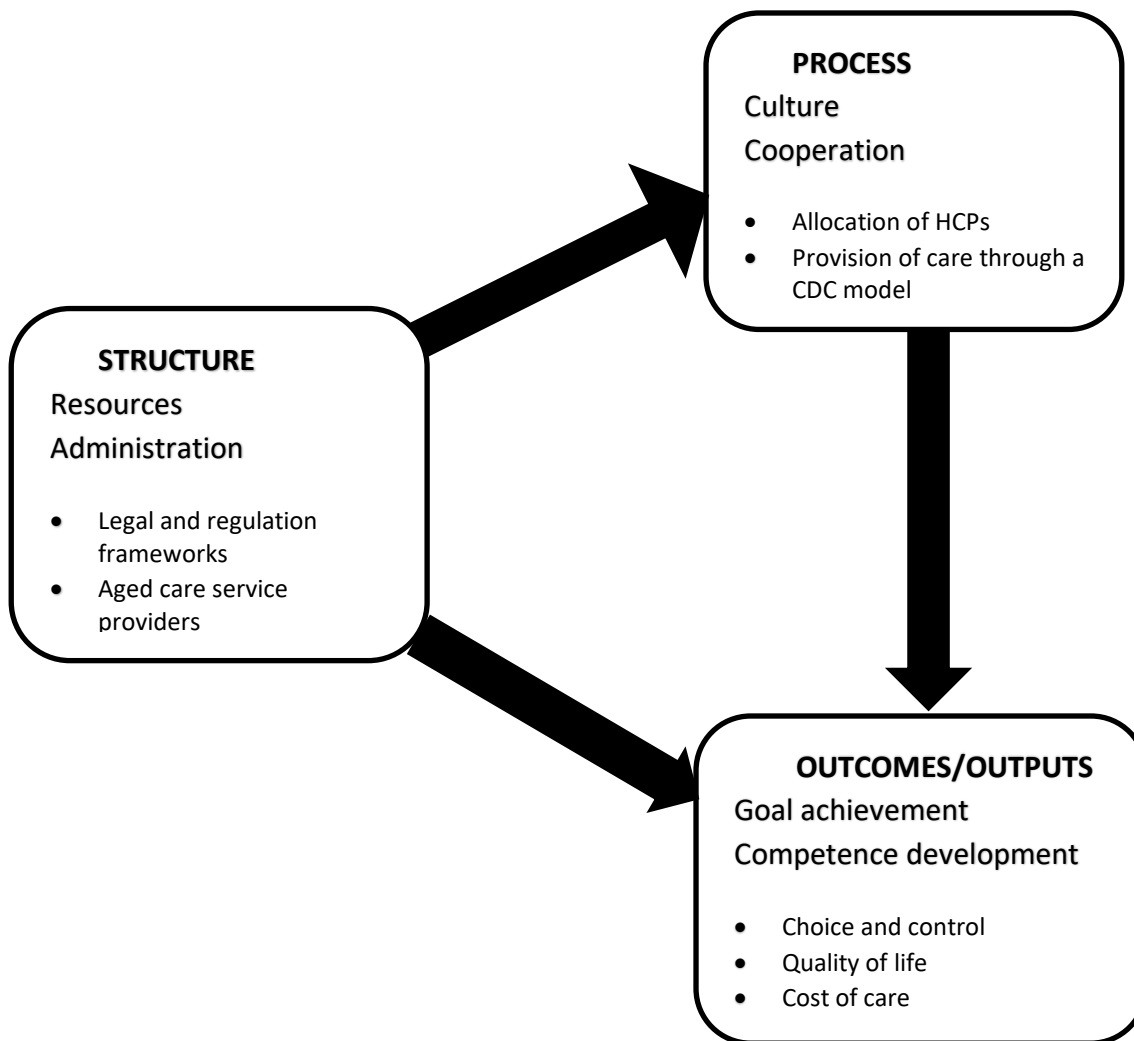 PROCESS
Culture
Cooperation
• Allocation of HCPs
• Provision of care through a
CDC model
STRUCTURE
Resources
Administration
• Legal and regulation
frameworks
• Aged care service
providers
OUTCOMES/OUTPUTS
Goal achievement
Competence development
• Choice and control
• Quality of life
• Cost of care